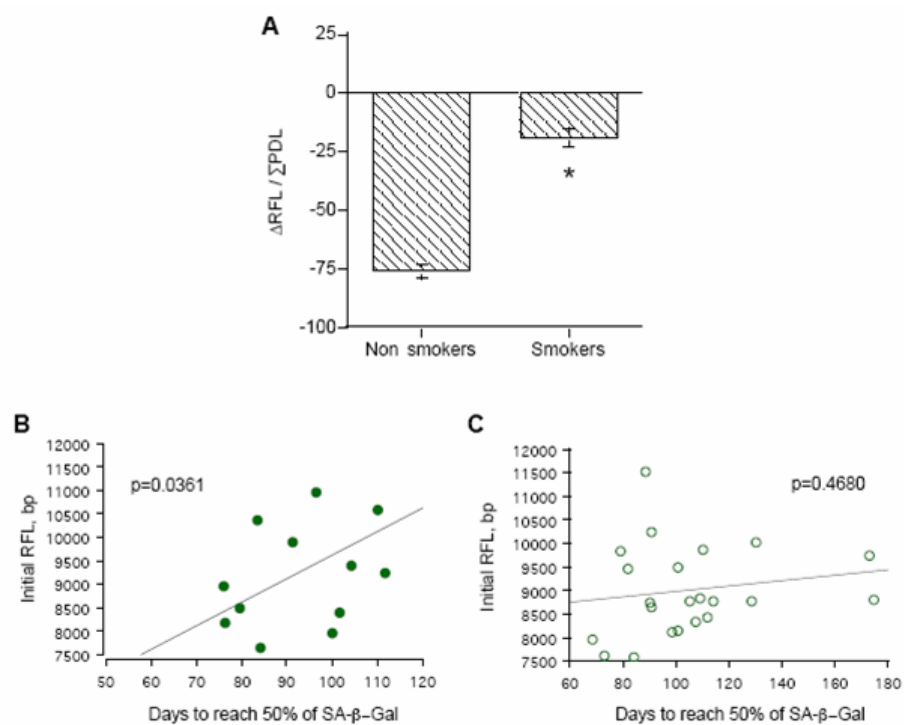 A
25
0
-25
-50
-75
-100
ΔRFL / ΣPDL
*
Non smokers
Smokers
B
12000
11500
11000
10500
10000
9500
9000
8500
8000
7500
Initial RFL, bp
p=0.0361
50 60 70 80 90 100 110 120
Days to reach 50% of SA-β-Gal
C
12000
11500
11000
10500
10000
9500
9000
8500
8000
7500
Initial RFL, bp
p=0.4680
60 80 100 120 140 160 180
Days to reach 50% of SA-β-Gal